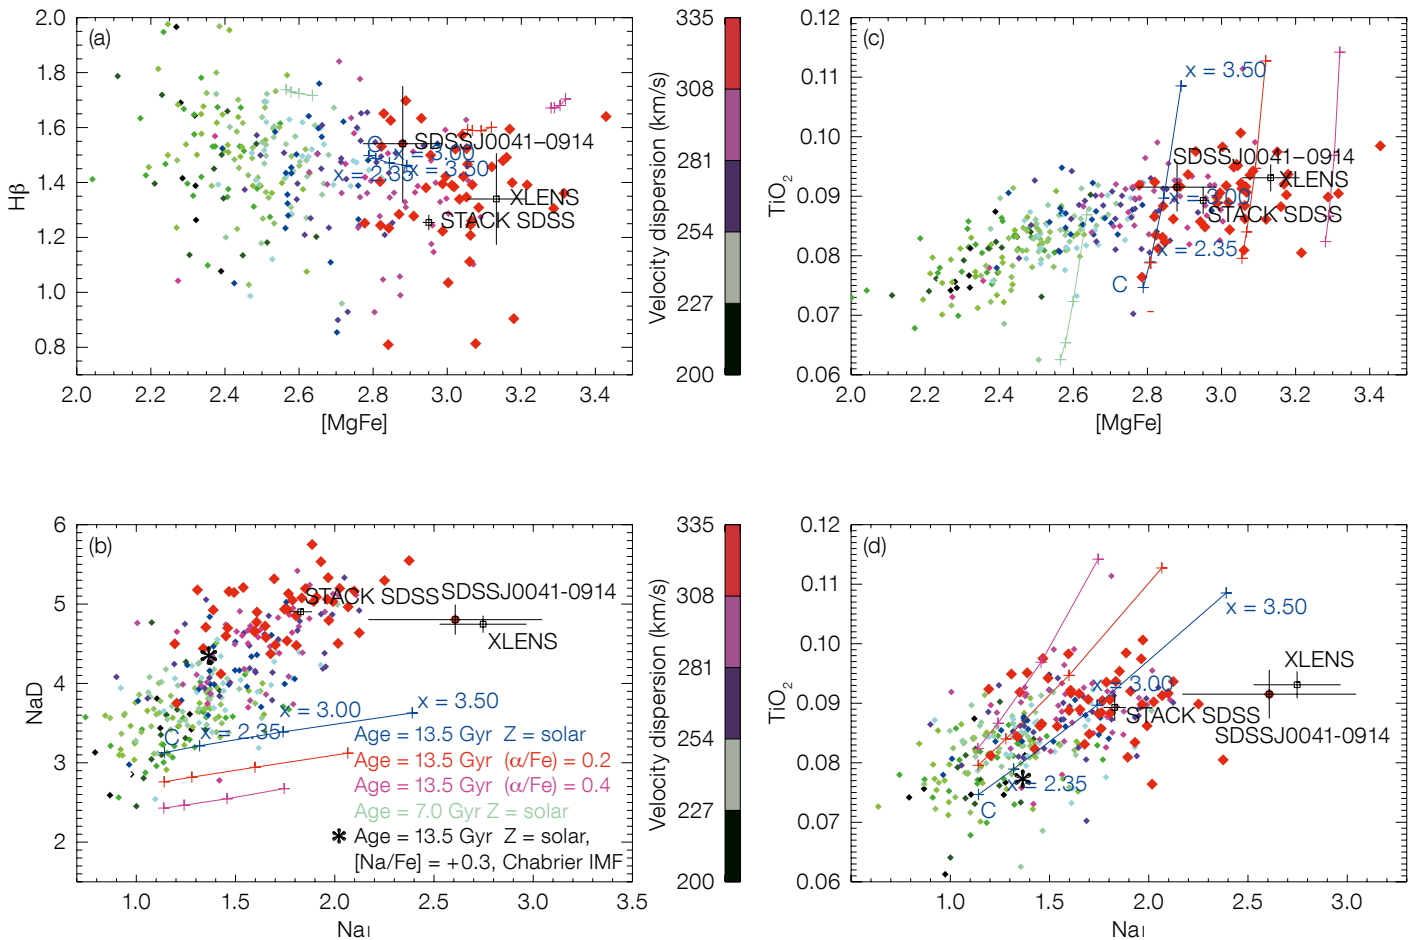 (a)
2.0
1.8
1.6
1.4
1.2
1.0
0.8
Hβ
SDSSJ0041–0914
C
x = 3.00
x = 3.50
x = 2.35
XLENS
STACK SDSS
2.0 2.2 2.4 2.6 2.8 3.0 3.2 3.4
[MgFe]
Velocity dispersion (km/s)
335
308
281
254
227
200
(c)
0.12
0.11
0.10
0.09
0.08
0.07
0.06
TiO2
x = 3.50
SDSSJ0041–0914
XLENS
x = 3.00
STACK SDSS
x = 2.35
C
2.0 2.2 2.4 2.6 2.8 3.0 3.2 3.4
[MgFe]
(b)
6
5
4
3
2
NaD
STACK SDSS
SDSSJ0041-0914
XLENS
x = 3.50
x = 3.00
x = 2.35
C
Age = 13.5 Gyr Z = solar
Age = 13.5 Gyr (α/Fe) = 0.2
Age = 13.5 Gyr (α/Fe) = 0.4
Age = 7.0 Gyr Z = solar
Age = 13.5 Gyr Z = solar,
[Na/Fe] = +0.3, Chabrier IMF
1.0 1.5 2.0 2.5 3.0 3.5
NaI
Velocity dispersion (km/s)
335
308
281
254
227
200
(d)
0.12
0.11
0.10
0.09
0.08
0.07
0.06
TiO2
x = 3.50
XLENS
x = 3.00
STACK SDSS
SDSSJ0041-0914
x = 2.35
C
1.0 1.5 2.0 2.5 3.0
NaI